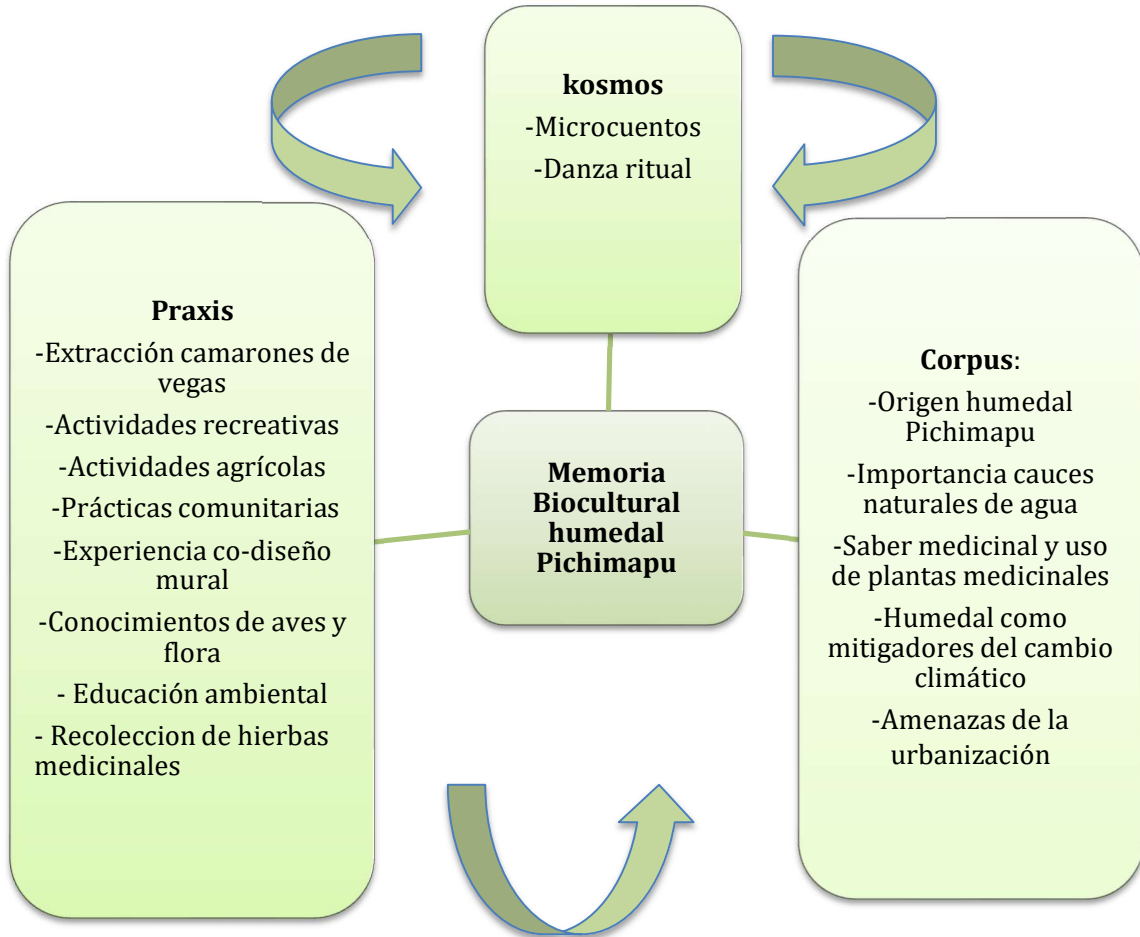 kosmos
-Microcuentos
-Danza ritual
Praxis
-Extracción camarones de
vegas
-Actividades recreativas
-Actividades agrícolas
-Prácticas comunitarias
-Experiencia co-diseño
mural
-Conocimientos de aves y
flora
- Educación ambiental
- Recoleccion de hierbas
medicinales
Memoria
Biocultural
humedal
Pichimapu
Corpus:
-Origen humedal
Pichimapu
-Importancia cauces
naturales de agua
-Saber medicinal y uso
de plantas medicinales
-Humedal como
mitigadores del cambio
climático
-Amenazas de la
urbanización